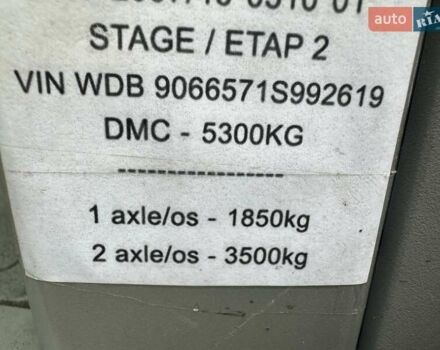 auto RIA
STAGE / ETAP 2
VIN WDB 9066571S992619
DMC - 5300KG
------------------
1 axle/os - 1850kg
2 axle/os - 3500kg